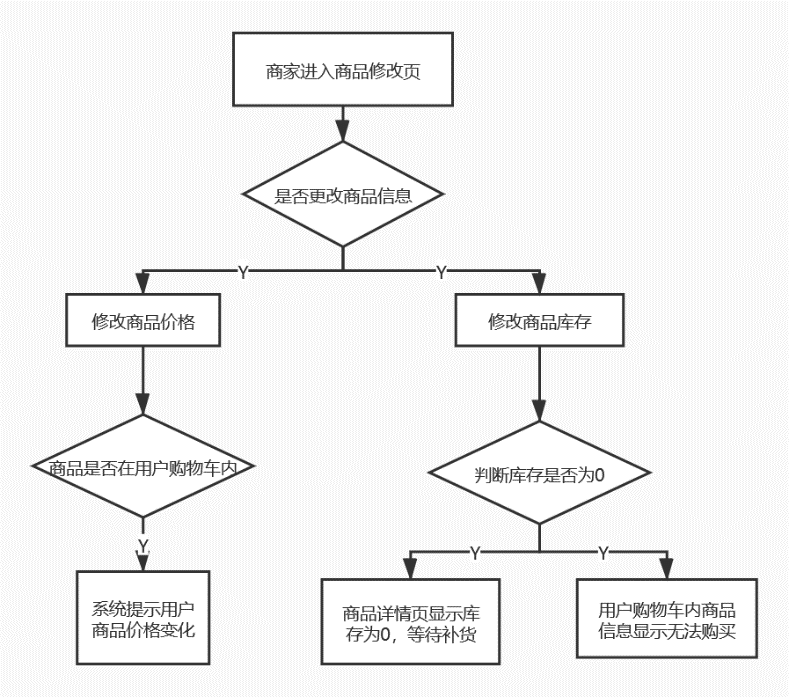 商家进入商品修改页
是否更改商品信息
Y
Y
修改商品价格
修改商品库存
商品是否在用户购物车内
判断库存是否为0
Y
Y
Y
系统提示用户
商品价格变化
商品详情页显示库
存为0，等待补货
用户购物车内商品
信息显示无法购买